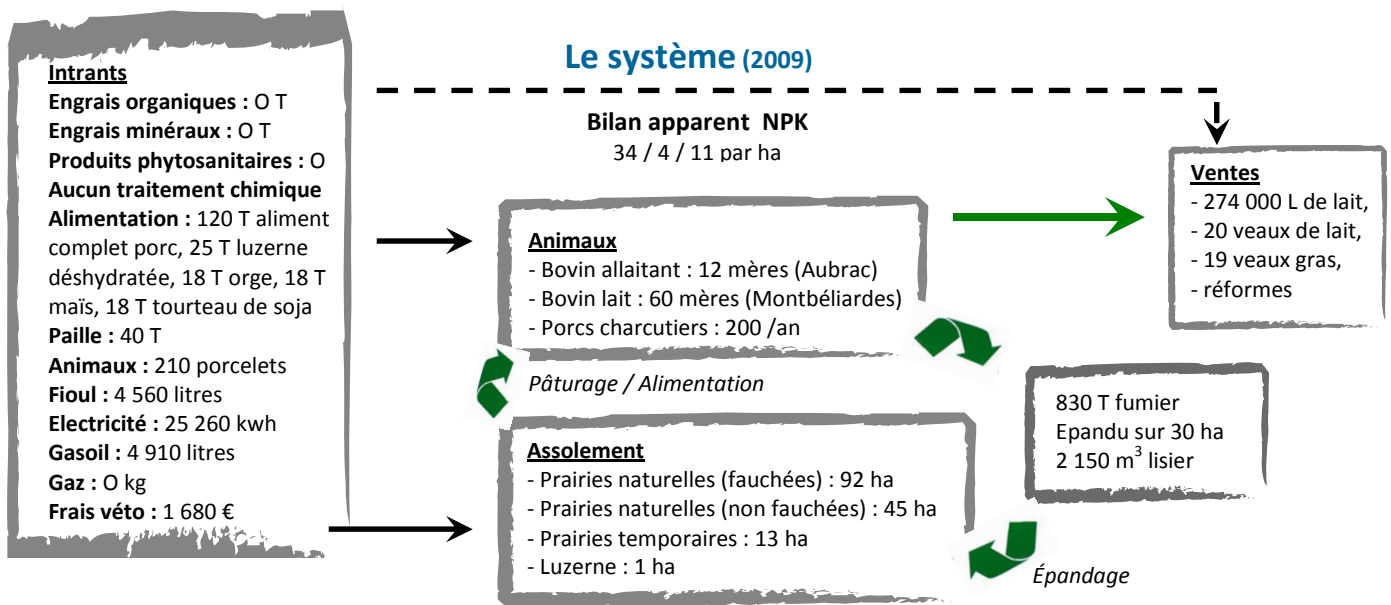 Le système (2009)
Intrants
Engrais organiques : O T
Engrais minéraux : O T
Produits phytosanitaires : O
Aucun traitement chimique
Alimentation : 120 T aliment
complet porc, 25 T luzerne
déshydratée, 18 T orge, 18 T
maïs, 18 T tourteau de soja
Paille : 40 T
Animaux : 210 porcelets
Fioul : 4 560 litres
Electricité : 25 260 kwh
Gasoil : 4 910 litres
Gaz : O kg
Frais véto : 1 680 €
Bilan apparent NPK
34 / 4 / 11 par ha
Animaux
- Bovin allaitant : 12 mères (Aubrac)
- Bovin lait : 60 mères (Montbéliardes)
- Porcs charcutiers : 200 /an
Pâturage / Alimentation
Assolement
- Prairies naturelles (fauchées) : 92 ha
- Prairies naturelles (non fauchées) : 45 ha
- Prairies temporaires : 13 ha
- Luzerne : 1 ha
Ventes
- 274 000 L de lait,
- 20 veaux de lait,
- 19 veaux gras,
- réformes
830 T fumier
Epandu sur 30 ha
2 150 m³ lisier
Épandage